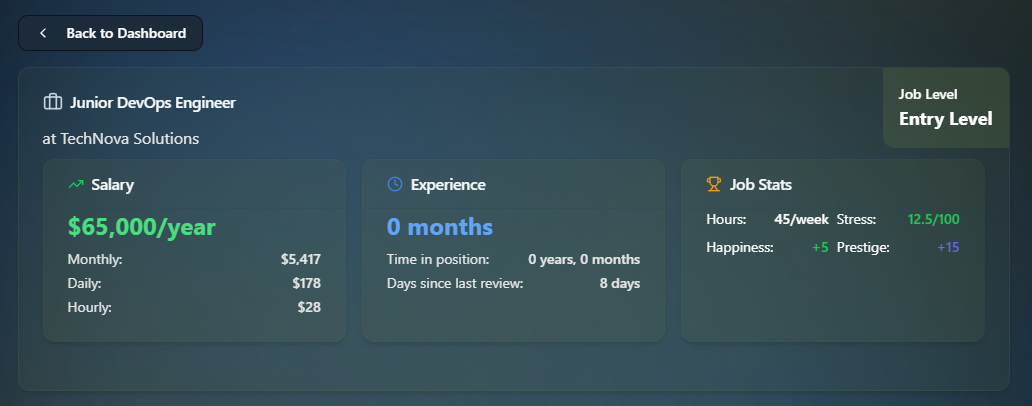 Back to Dashboard
Junior DevOps Engineer
at TechNova Solutions
Job Level
Entry Level
Salary
$65,000/year
Monthly: $5,417
Daily: $178
Hourly: $28
Experience
0 months
Time in position: 0 years, 0 months
Days since last review: 8 days
Job Stats
Hours: 45/week Stress: 12.5/100
Happiness: +5 Prestige: +15